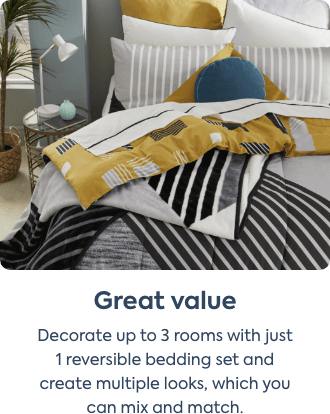 Great value
Decorate up to 3 rooms with just
1 reversible bedding set and
create multiple looks, which you
can mix and match.